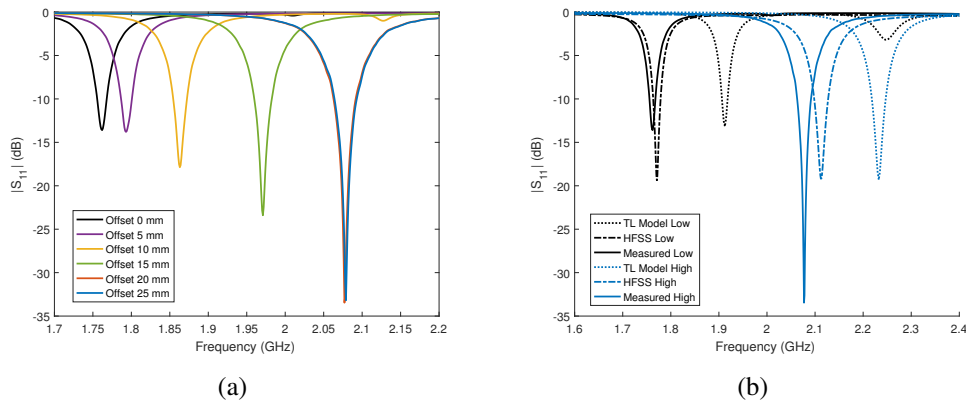 0
-5
-10
-15
-20
-25
-30
-35
|S11| (dB)
1.7 1.75 1.8 1.85 1.9 1.95 2 2.05 2.1 2.15 2.2
Frequency (GHz)
Offset 0 mm
Offset 5 mm
Offset 10 mm
Offset 15 mm
Offset 20 mm
Offset 25 mm
(a)
0
-5
-10
-15
-20
-25
-30
-35
|S11| (dB)
1.6 1.7 1.8 1.9 2 2.1 2.2 2.3 2.4
Frequency (GHz)
TL Model Low
HFSS Low
Measured Low
TL Model High
HFSS High
Measured High
(b)